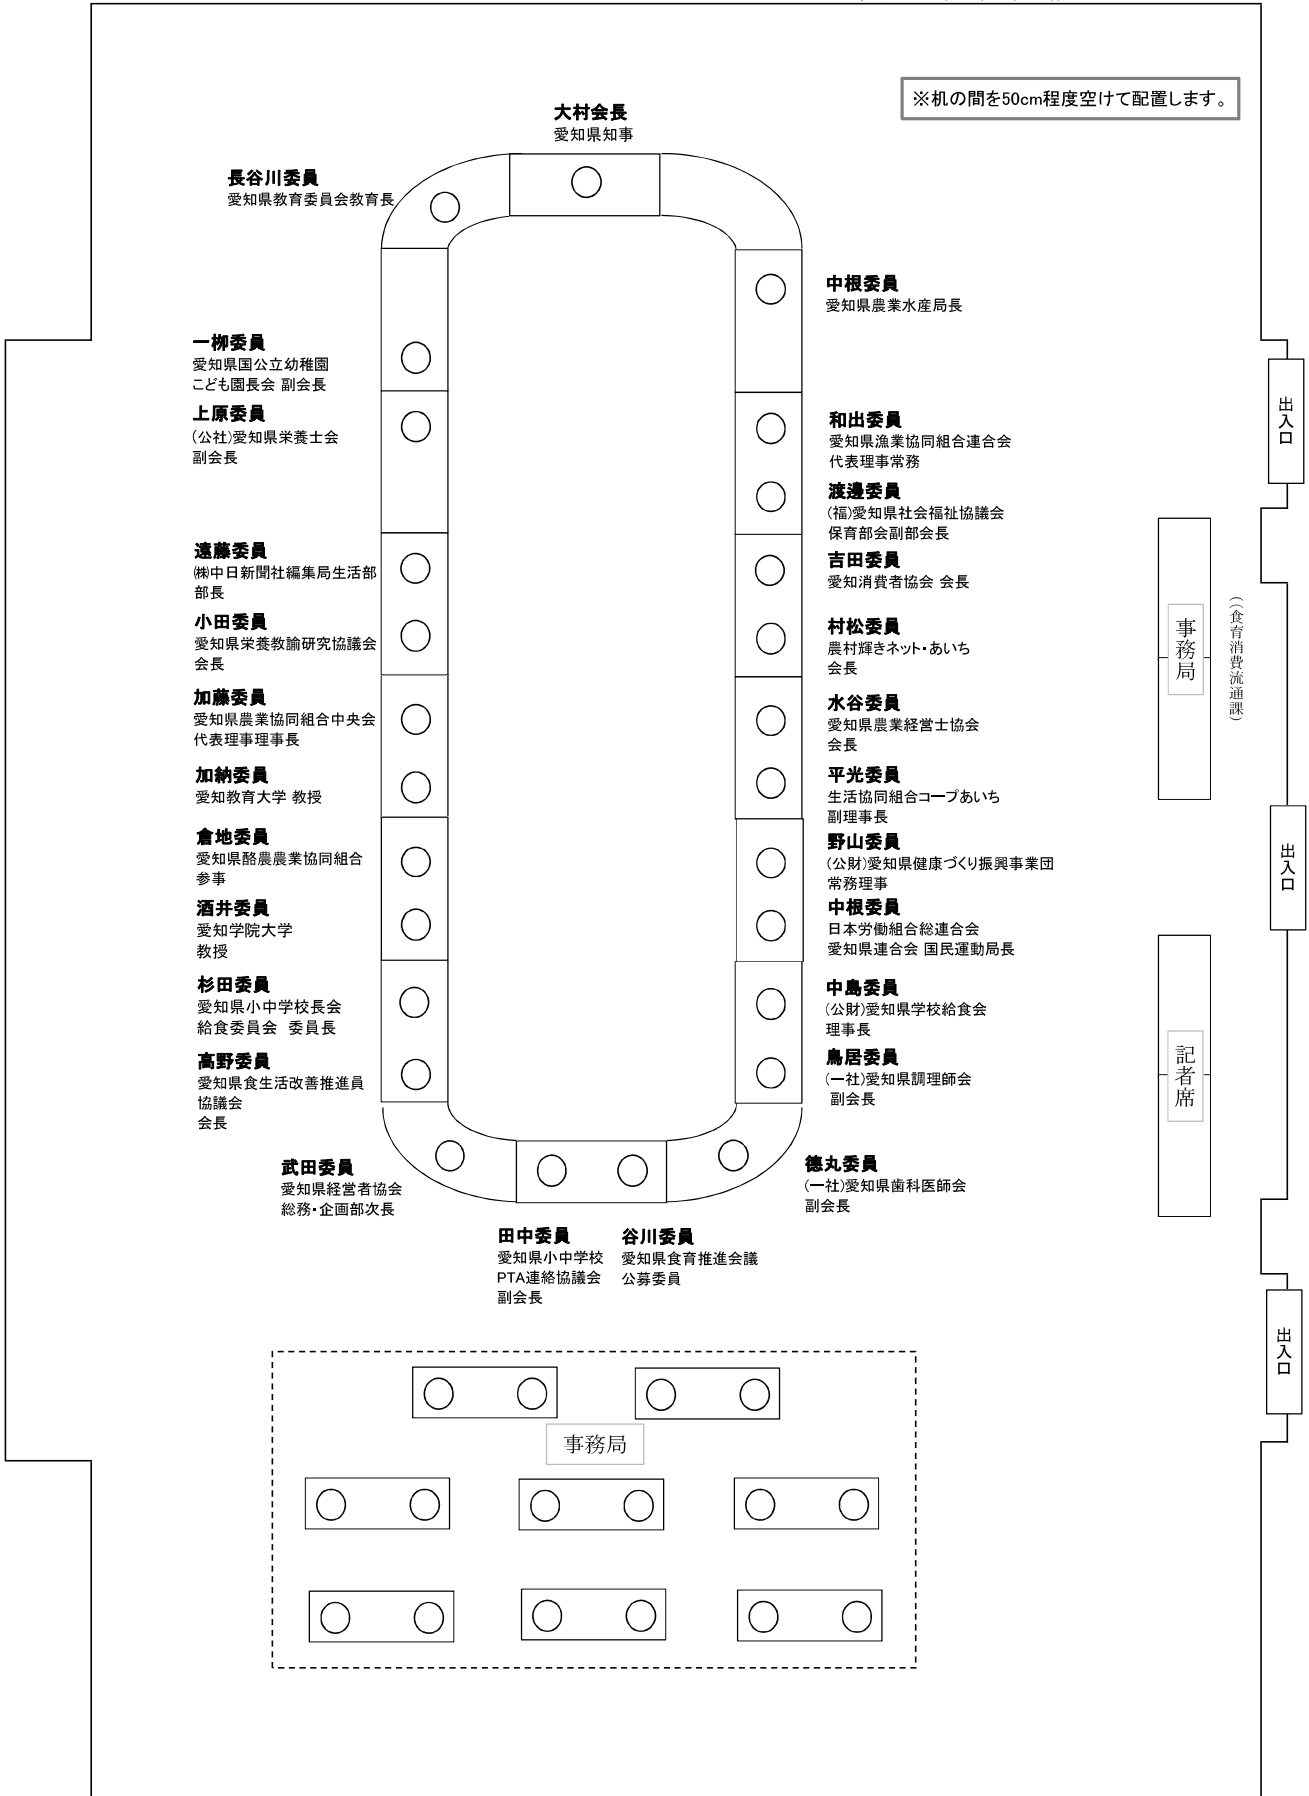 ※机の間を50cm程度空けて配置します。
大村会長
愛知県知事
長谷川委員
愛知県教育委員会教育長
一柳委員
愛知県国公立幼稚園
こども園長会 副会長
上原委員
(公社)愛知県栄養士会
副会長
遠藤委員
㈱中日新聞社編集局生活部
部長
小田委員
愛知県栄養教諭研究協議会
会長
加藤委員
愛知県農業協同組合中央会
代表理事理事長
加納委員
愛知教育大学 教授
倉地委員
愛知県酪農農業協同組合
参事
酒井委員
愛知学院大学
教授
杉田委員
愛知県小中学校長会
給食委員会 委員長
髙野委員
愛知県食生活改善推進員
協議会
会長
武田委員
愛知県経営者協会
総務・企画部次長
田中委員
愛知県小中学校
PTA連絡協議会
副会長
谷川委員
愛知県食育推進会議
公募委員
徳丸委員
(一社)愛知県歯科医師会
副会長
中根委員
愛知県農業水産局長
和出委員
愛知県漁業協同組合連合会
代表理事常務
渡邊委員
(福)愛知県社会福祉協議会
保育部会副部会長
吉田委員
愛知消費者協会 会長
村松委員
農村輝きネット・あいち
会長
水谷委員
愛知県農業経営士協会
会長
平光委員
生活協同組合コープあいち
副理事長
野山委員
(公財)愛知県健康づくり振興事業団
常務理事
中根委員
日本労働組合総連合会
愛知県連合会 国民運動局長
中島委員
(公財)愛知県学校給食会
理事長
鳥居委員
(一社)愛知県調理師会
副会長
出入口
事務局
((食育消費流通課)
出入口
記者席
出入口
事務局